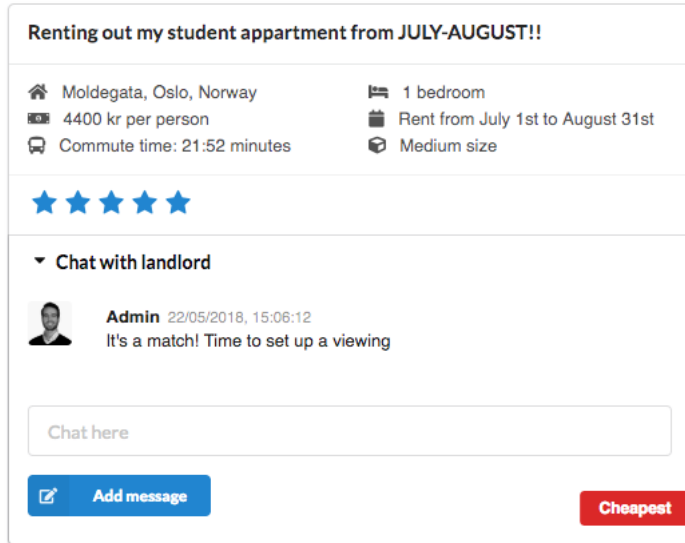 Renting out my student appartment from JULY-AUGUST!!
Moldegata, Oslo, Norway
1 bedroom
4400 kr per person
Rent from July 1st to August 31st
Commute time: 21:52 minutes
Medium size
Chat with landlord
Admin 22/05/2018, 15:06:12
It's a match! Time to set up a viewing
Chat here
Add message
Cheapest